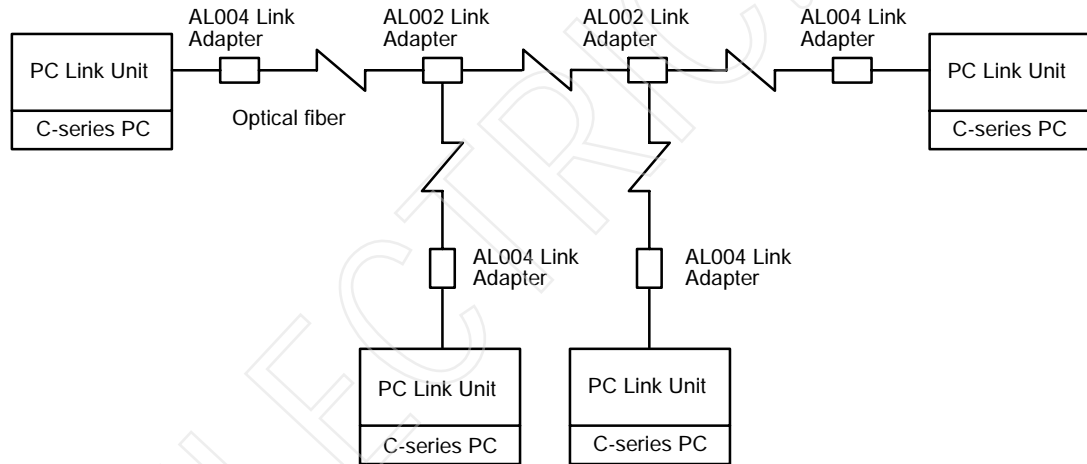 AL004 Link
Adapter
AL002 Link
Adapter
AL002 Link
Adapter
AL004 Link
Adapter
PC Link Unit
PC Link Unit
Optical fiber
C-series PC
C-series PC
AL004 Link
Adapter
AL004 Link
Adapter
PC Link Unit
PC Link Unit
C-series PC
C-series PC